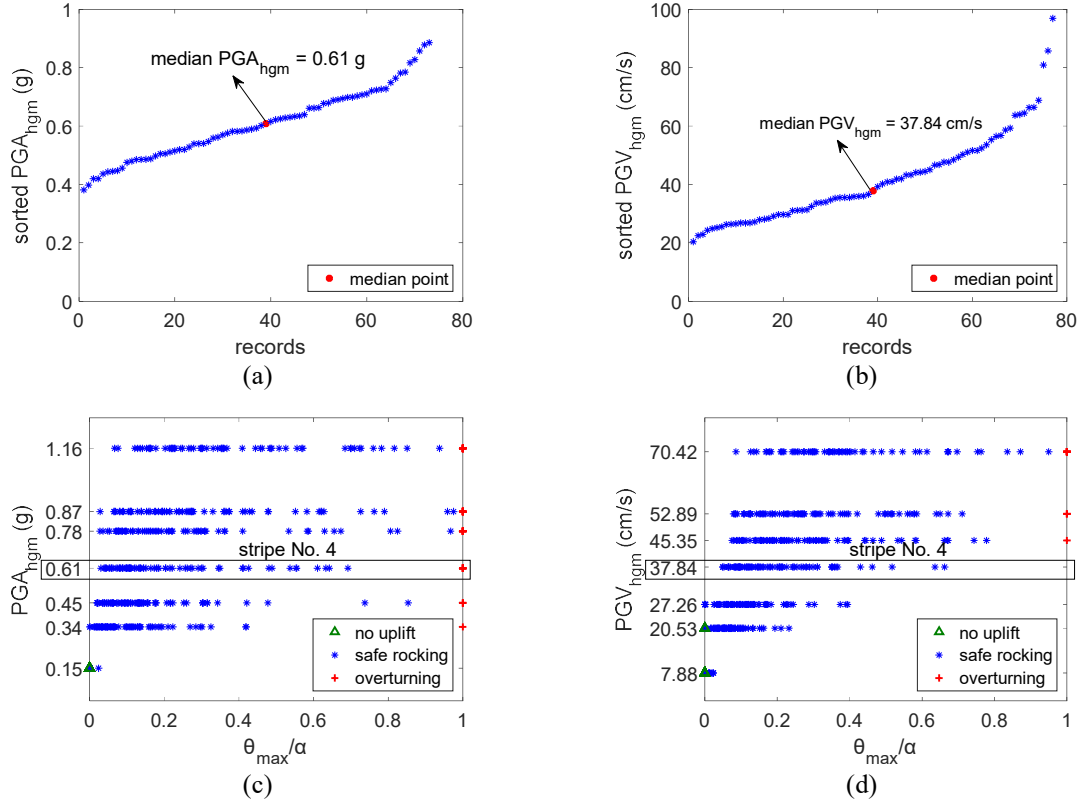 1
0.8
0.6
0.4
0.2
0
sorted PGA_hgm (g)
median PGA_hgm = 0.61 g
median point
0 20 40 60 80
records
(a)
100
80
60
40
20
0
sorted PGV_hgm (cm/s)
median PGV_hgm = 37.84 cm/s
median point
0 20 40 60 80
records
(b)
1.16
0.87
0.78
0.61
0.45
0.34
0.15
PGA_hgm (g)
stripe No. 4
no uplift
safe rocking
overturning
0 0.2 0.4 0.6 0.8 1
θ_max/α
(c)
70.42
52.89
45.35
37.84
27.26
20.53
7.88
PGV_hgm (cm/s)
stripe No. 4
no uplift
safe rocking
overturning
0 0.2 0.4 0.6 0.8 1
θ_max/α
(d)